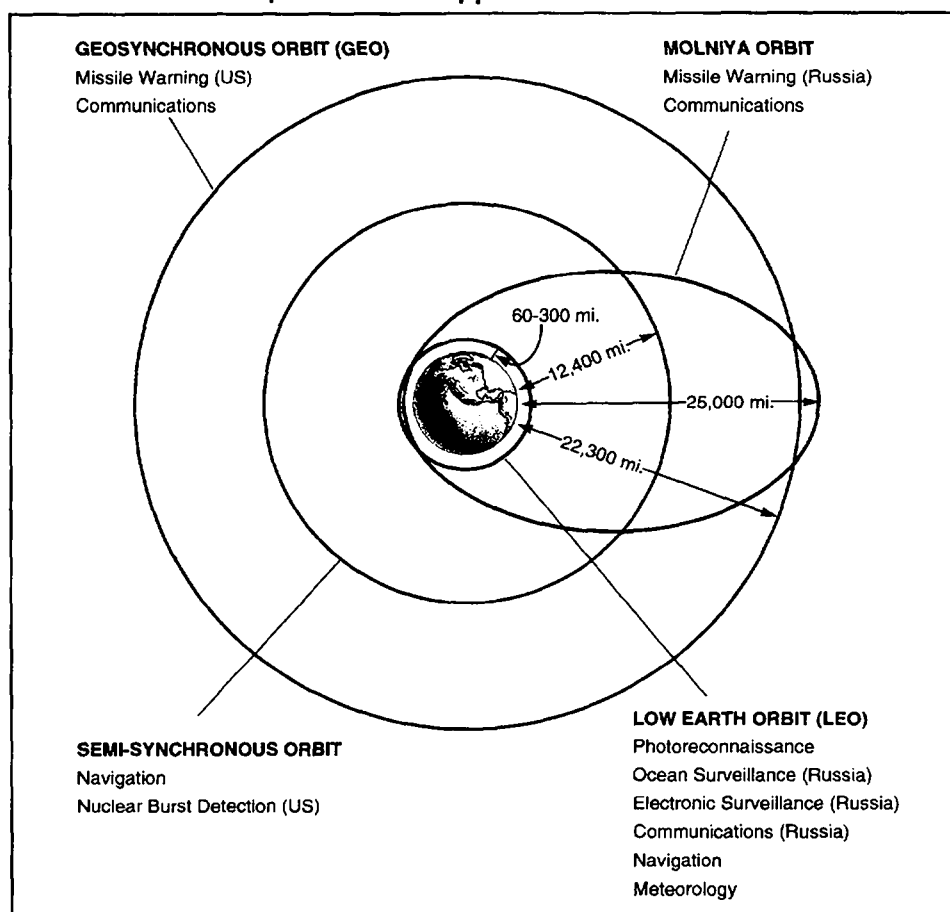 GEOSYNCHRONOUS ORBIT (GEO)
Missile Warning (US)
Communications
MOLNIYA ORBIT
Missile Warning (Russia)
Communications
60-300 mi.
12,400 mi.
25,000 mi.
22,300 mi.
SEMI-SYNCHRONOUS ORBIT
Navigation
Nuclear Burst Detection (US)
LOW EARTH ORBIT (LEO)
Photoreconnaissance
Ocean Surveillance (Russia)
Electronic Surveillance (Russia)
Communications (Russia)
Navigation
Meteorology